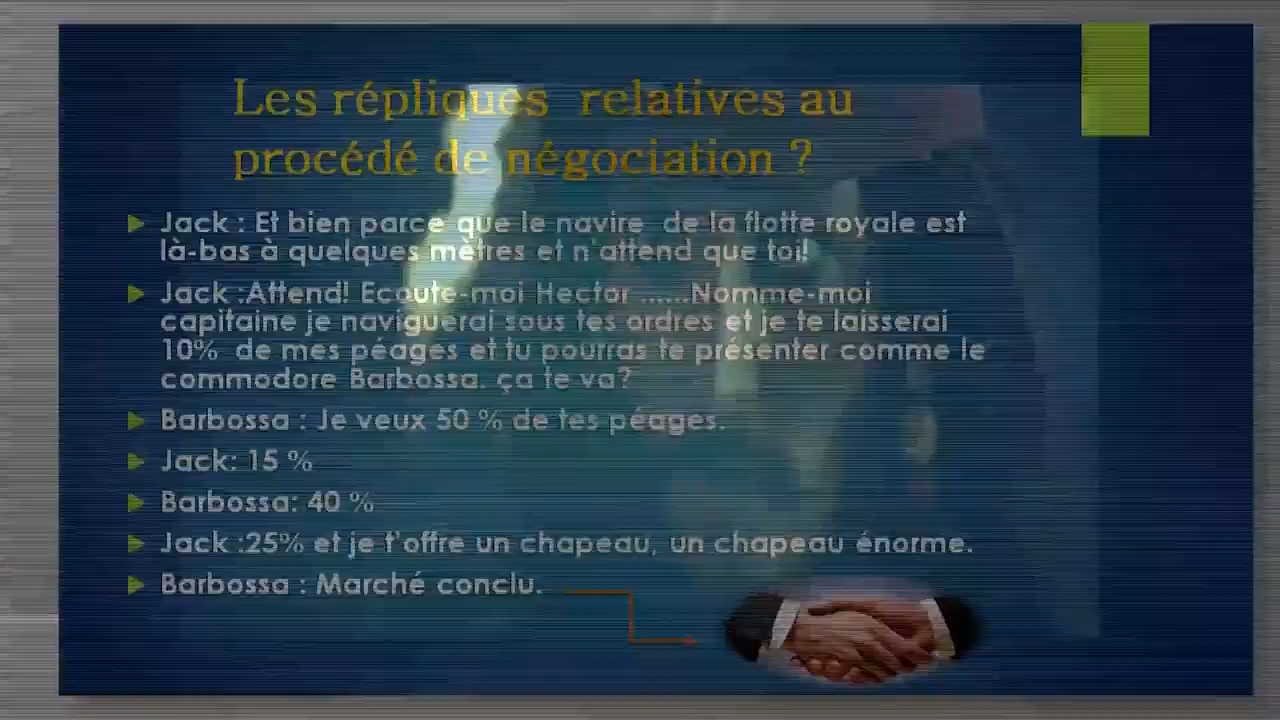 Les répliques relatives au
procédé de négociation ?
Jack : Et bien parce que le navire de la flotte royale est
là-bas à quelques mètres et n'attend que toi!
Jack :Attend! Ecoute-moi Hector ......Nomme-moi
capitaine je naviguerai sous tes ordres et je te laisserai
10% de mes péages et tu pourras te présenter comme le
commodore Barbossa. ça te va?
Barbossa : Je veux 50 % de tes péages.
Jack: 15 %
Barbossa: 40 %
Jack :25% et je t'offre un chapeau, un chapeau énorme.
Barbossa : Marché conclu.